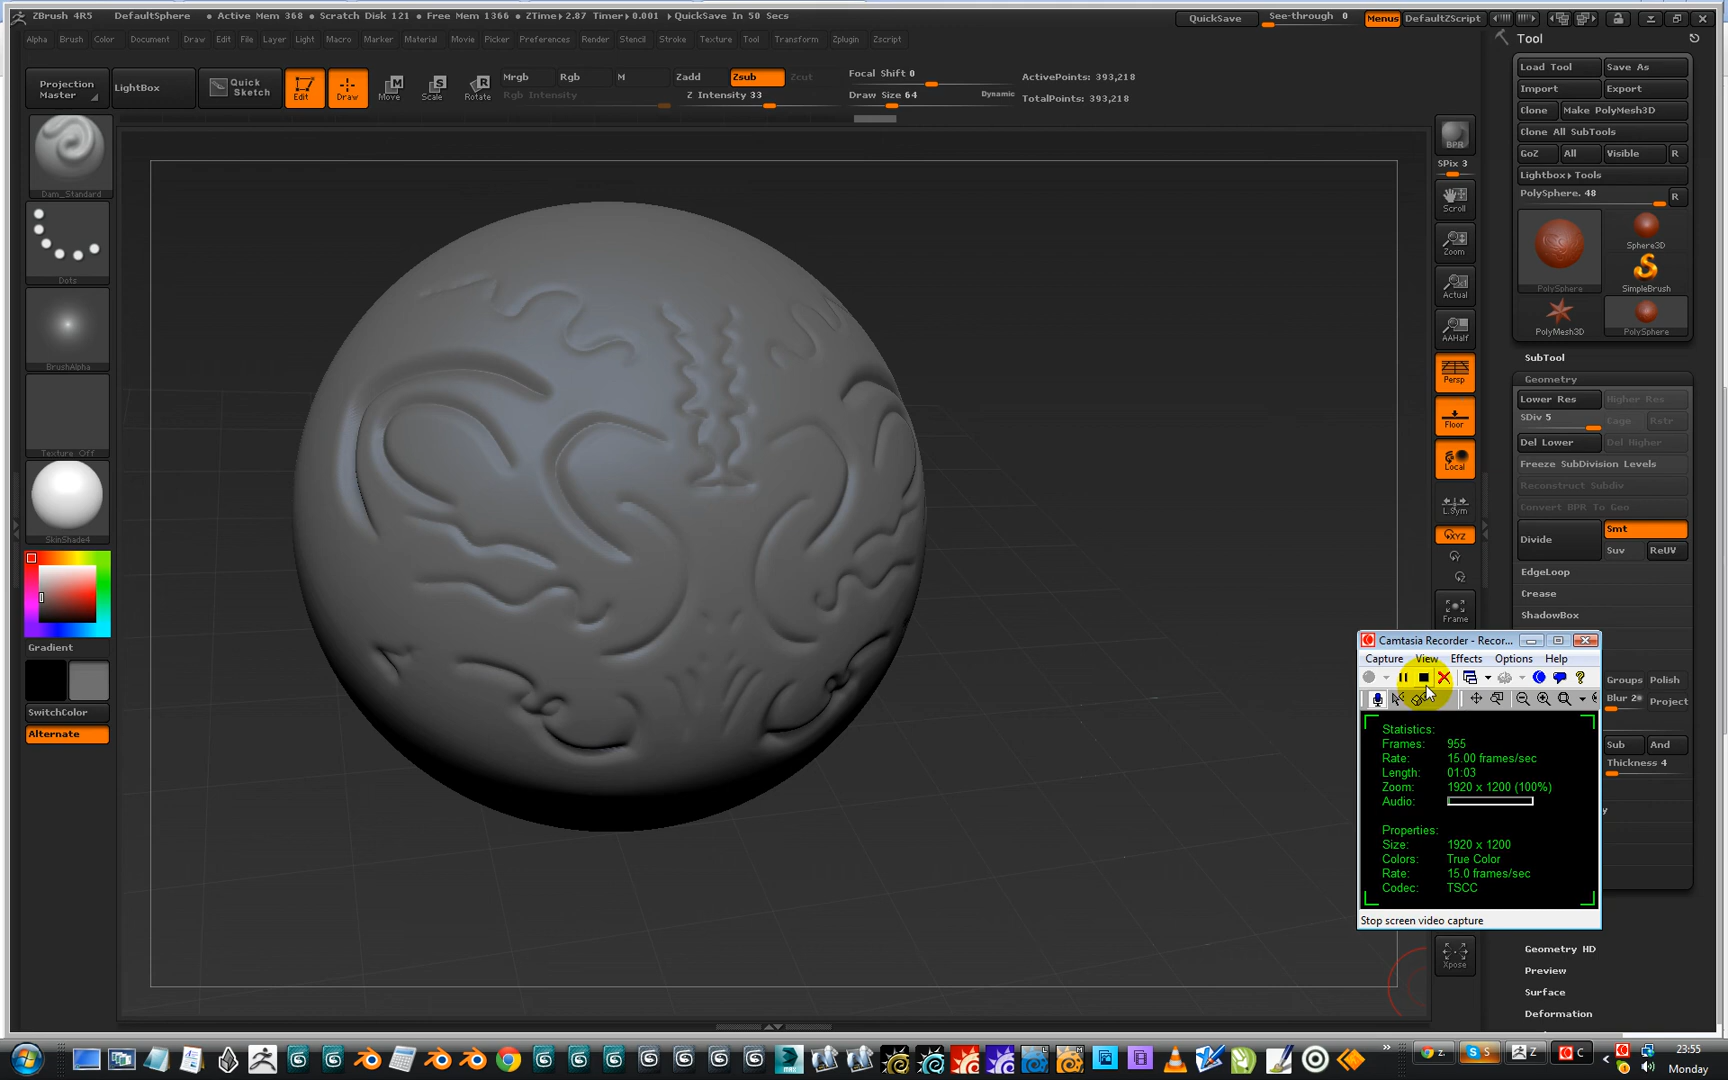 ZBrush 4R5 DefaultSphere • Active Mem 368 • Scratch Disk 121 • Free Mem 1366 • ZTime▸2.87 Timer▸0.001 ▸QuickSave In 50 Secs QuickSave See-through 0 Menus DefaultZScript
Alpha Brush Color Document Draw Edit File Layer Light Macro Marker Material Movie Picker Preferences Render Stencil Stroke Texture Tool Transform Zplugin Zscript
Projection Master
LightBox
Quick Sketch
Edit
Draw
Move
Scale
Rotate
Mrgb Rgb M
Rgb Intensity
Zadd Zsub Zcut
Z Intensity 33
Focal Shift 0
Draw Size 64 Dynamic
ActivePoints: 393,218
TotalPoints: 393,218
Dam_Standard
Dots
BrushAlpha
Texture Off
SkinShade4
Gradient
SwitchColor
Alternate
BPR
SPix 3
Scroll
Zoom
Actual
AAHalf
Persp
Floor
Local
L.Sym
XYZ
Frame
Xpose
Tool
Load Tool Save As
Import Export
Clone Make PolyMesh3D
Clone All SubTools
GoZ All Visible R
Lightbox▸Tools
PolySphere. 48 R
PolySphere
Sphere3D
SimpleBrush
PolyMesh3D
PolySphere
SubTool
Geometry
Lower Res Higher Res
SDiv 5 Cage Rstr
Del Lower Del Higher
Freeze SubDivision Levels
Reconstruct Subdiv
Convert BPR To Geo
Divide Smt
Suv ReUV
EdgeLoop
Crease
ShadowBox
Groups Polish
Blur 2 Project
Sub And
Thickness 4
Geometry HD
Preview
Surface
Deformation
Camtasia Recorder - Recor...
Capture View Effects Options Help
Statistics:
Frames: 955
Rate: 15.00 frames/sec
Length: 01:03
Zoom: 1920 x 1200 (100%)
Audio:
Properties:
Size: 1920 x 1200
Colors: True Color
Rate: 15.0 frames/sec
Codec: TSCC
Stop screen video capture
MAX
z.
S
Z
C
23:55
Monday